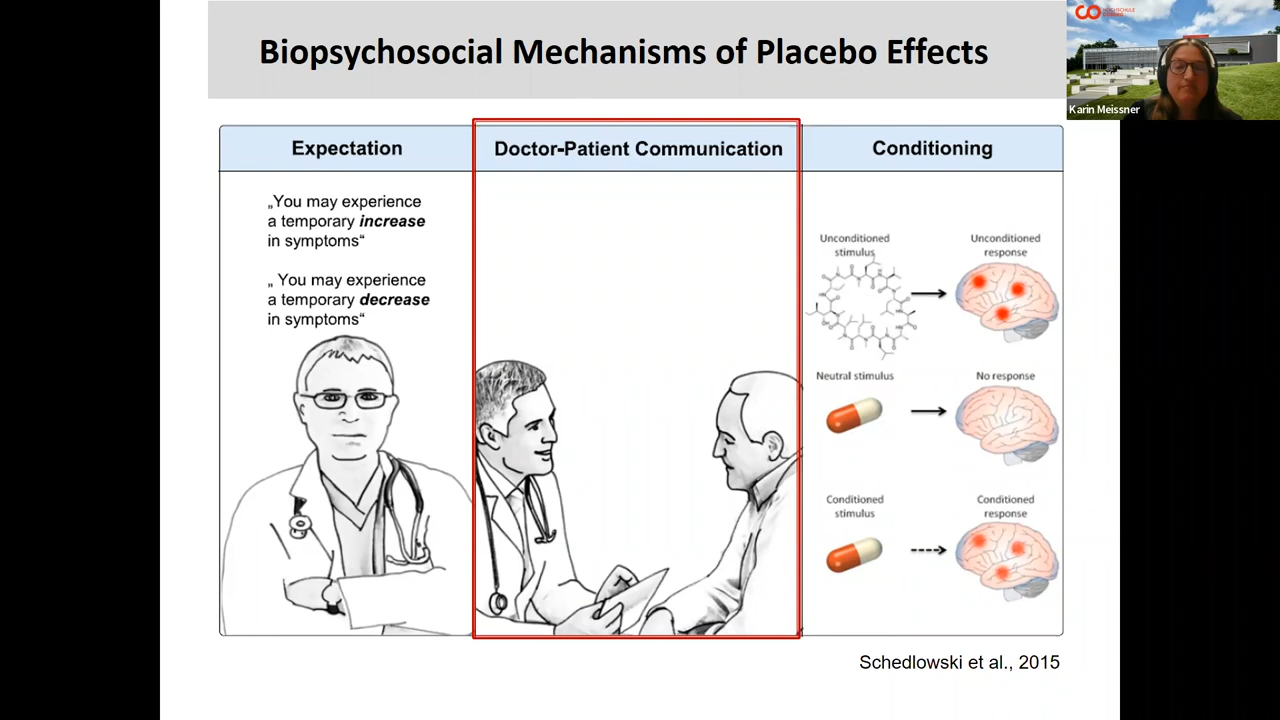 Biopsychosocial Mechanisms of Placebo Effects
Karin Meissner
Expectation
„You may experience
a temporary increase
in symptoms“
„ You may experience
a temporary decrease
in symptoms“
Doctor-Patient Communication
Conditioning
Unconditioned
stimulus
Unconditioned
response
Neutral stimulus
No response
Conditioned
stimulus
Conditioned
response
Schedlowski et al., 2015